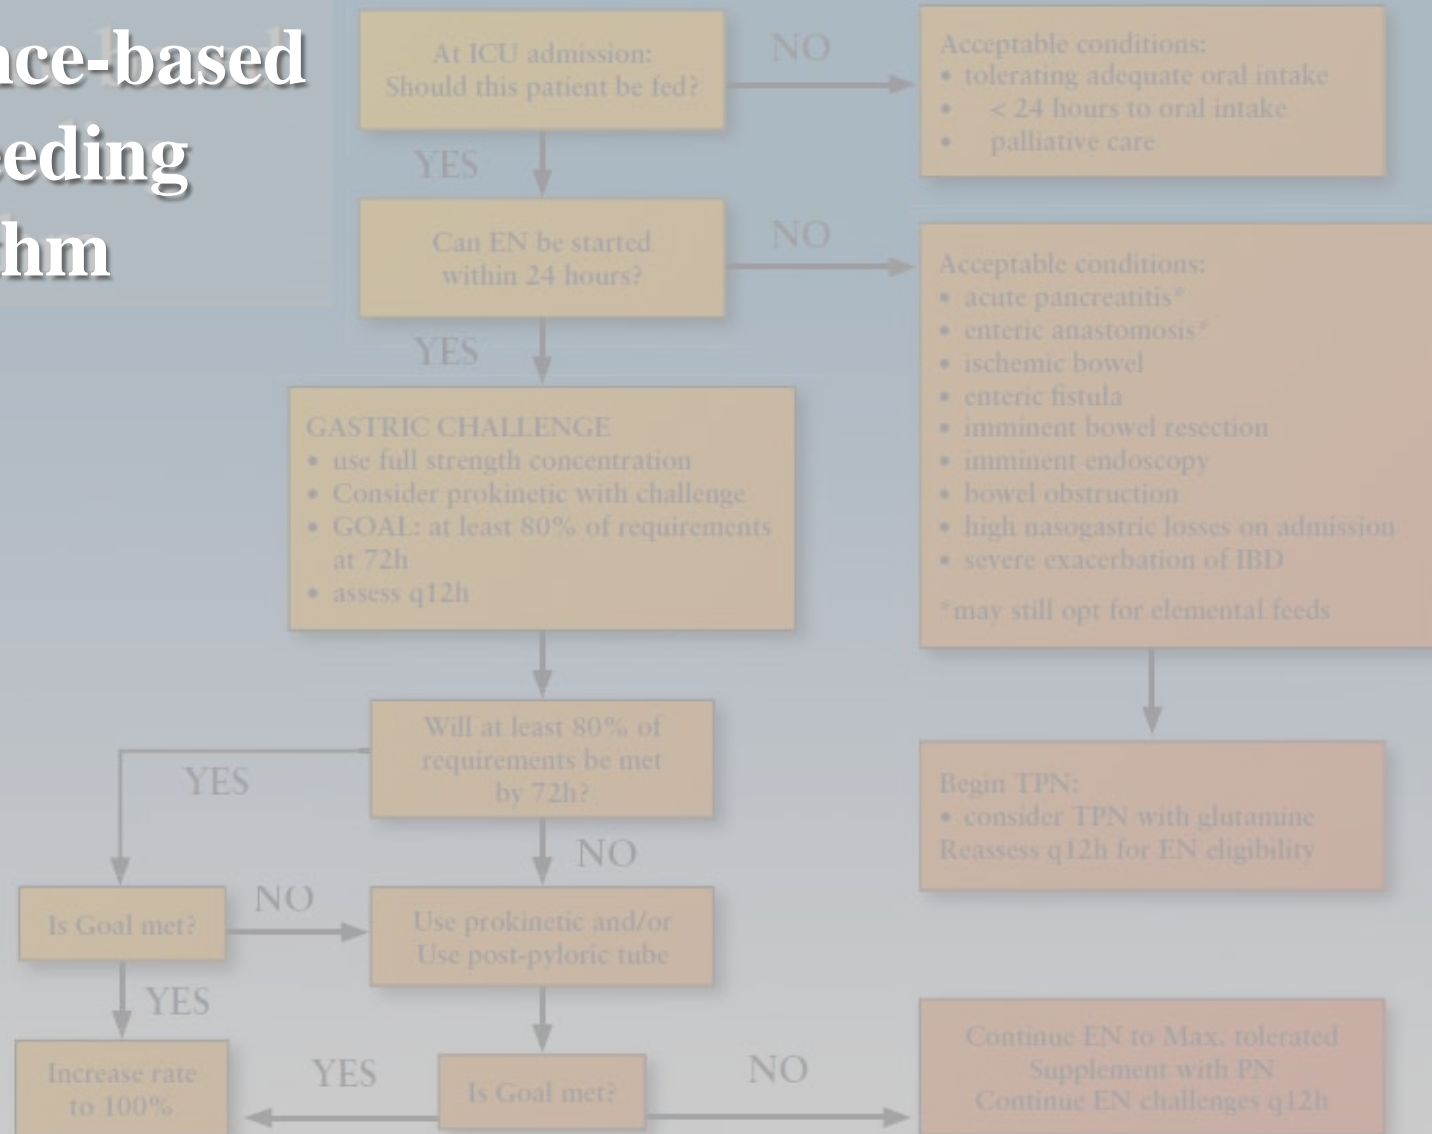 nce-based
eeding
thm
At ICU admission:
Should this patient be fed?
NO
Acceptable conditions:
• tolerating adequate oral intake
• < 24 hours to oral intake
• palliative care
YES
Can EN be started
within 24 hours?
NO
Acceptable conditions:
• acute pancreatitis*
• enteric anastomosis*
• ischemic bowel
• enteric fistula
• imminent bowel resection
• imminent endoscopy
• bowel obstruction
• high nasogastric losses on admission
• severe exacerbation of IBD
*may still opt for elemental feeds
YES
GASTRIC CHALLENGE
• use full strength concentration
• Consider prokinetic with challenge
• GOAL: at least 80% of requirements
at 72h
• assess q12h
Will at least 80% of
requirements be met
by 72h?
YES
NO
Begin TPN:
• consider TPN with glutamine
Reassess q12h for EN eligibility
Is Goal met?
NO
Use prokinetic and/or
Use post-pyloric tube
YES
Increase rate
to 100%
YES
Is Goal met?
NO
Continue EN to Max. tolerated
Supplement with PN
Continue EN challenges q12h